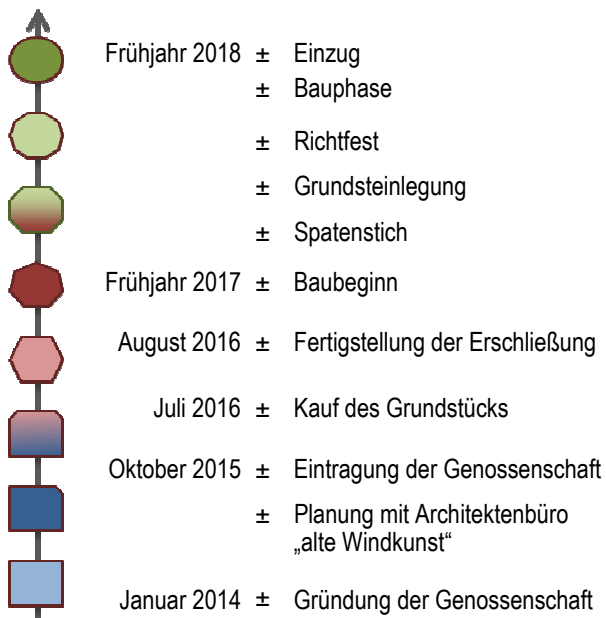 Frühjahr 2018 ± Einzug
± Bauphase
± Richtfest
± Grundsteinlegung
± Spatenstich
Frühjahr 2017 ± Baubeginn
August 2016 ± Fertigstellung der Erschließung
Juli 2016 ± Kauf des Grundstücks
Oktober 2015 ± Eintragung der Genossenschaft
± Planung mit Architektenbüro
„alte Windkunst“
Januar 2014 ± Gründung der Genossenschaft